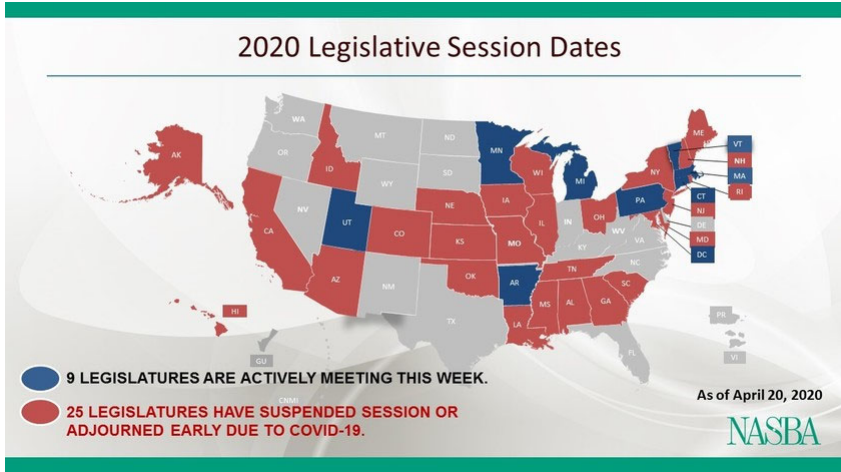 2020 Legislative Session Dates
WA
MT
ND
MN
ME
VT
AK
OR
ID
WI
NY
NH
SD
MI
MA
WY
RI
CT
NE
IA
PA
NJ
NV
UT
IL
IN
OH
DE
CA
CO
WV
KS
MO
VA
MD
KY
DC
NC
TN
AZ
NM
OK
AR
SC
MS
AL
GA
HI
PR
TX
LA
FL
GU
VI
9 LEGISLATURES ARE ACTIVELY MEETING THIS WEEK.
As of April 20, 2020
CNMI
25 LEGISLATURES HAVE SUSPENDED SESSION OR
ADJOURNED EARLY DUE TO COVID-19.
NASBA